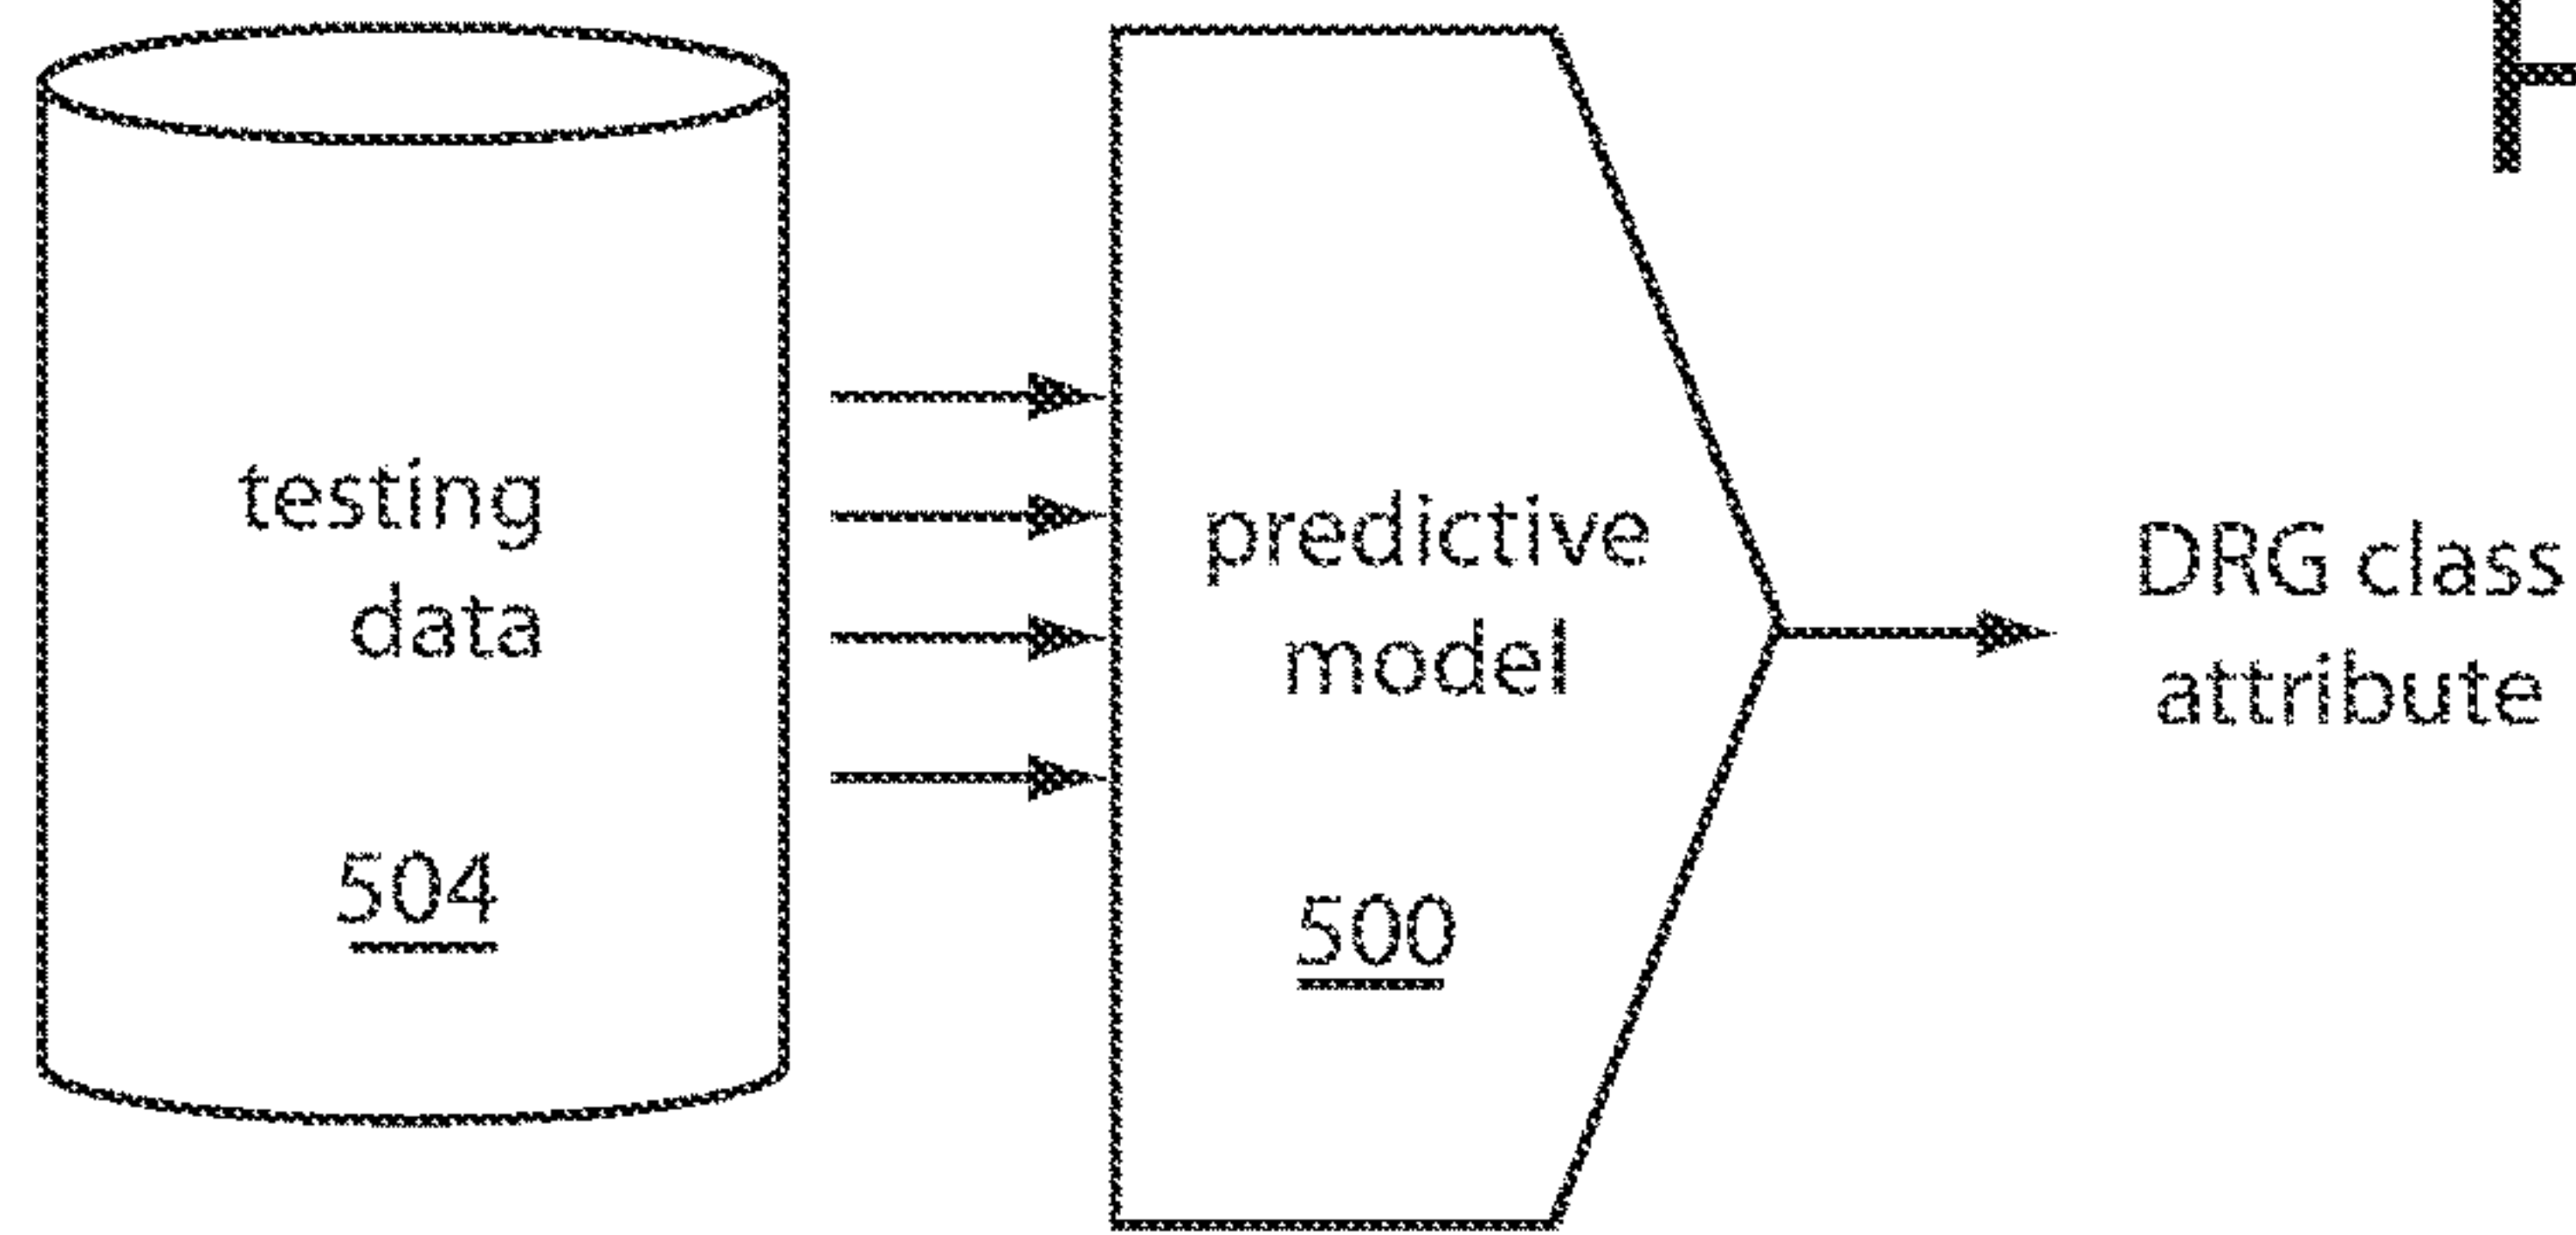 testing
data
504
predictive
model
500
DRG class
attribute